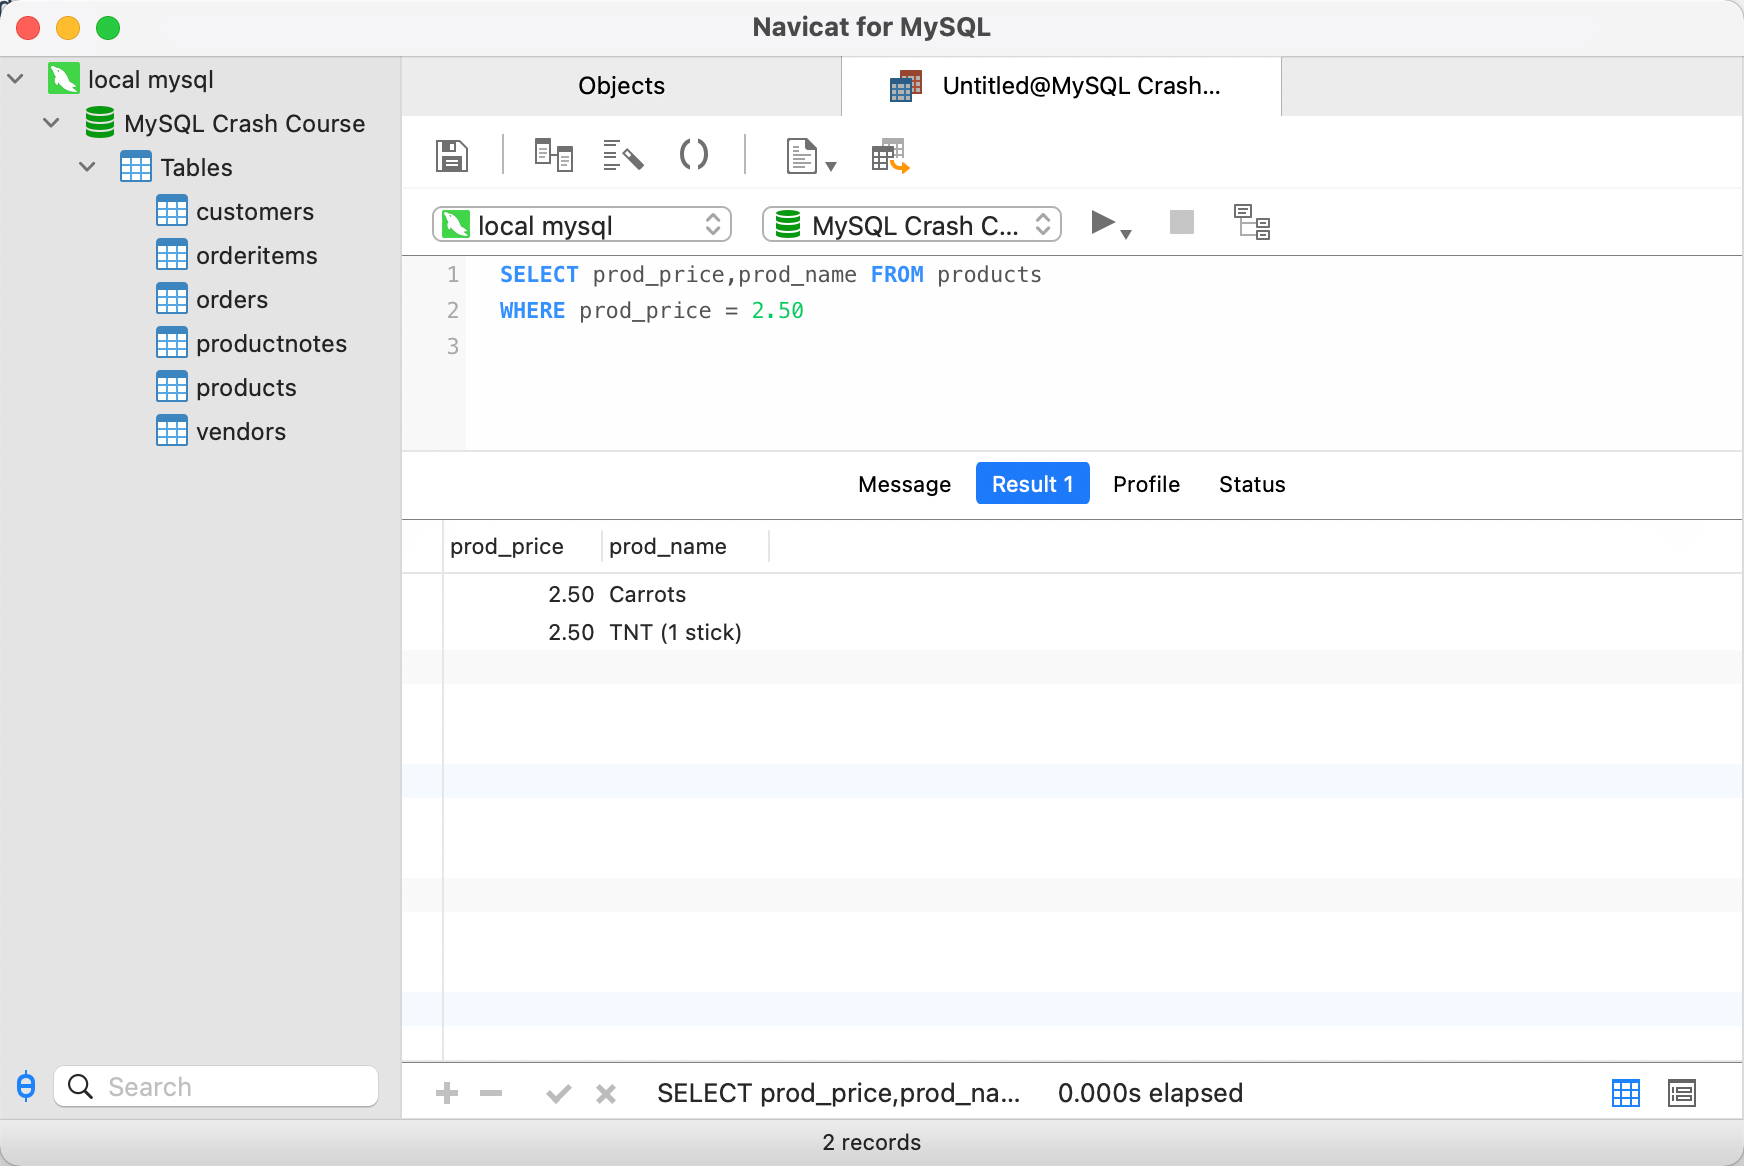 Navicat for MySQL
local mysql
MySQL Crash Course
Tables
customers
orderitems
orders
productnotes
products
vendors
Search
Objects
Untitled@MySQL Crash...
local mysql
MySQL Crash C...
1 SELECT prod_price,prod_name FROM products
2 WHERE prod_price = 2.50
3
Message Result 1 Profile Status
prod_price prod_name
2.50 Carrots
2.50 TNT (1 stick)
SELECT prod_price,prod_na... 0.000s elapsed
2 records